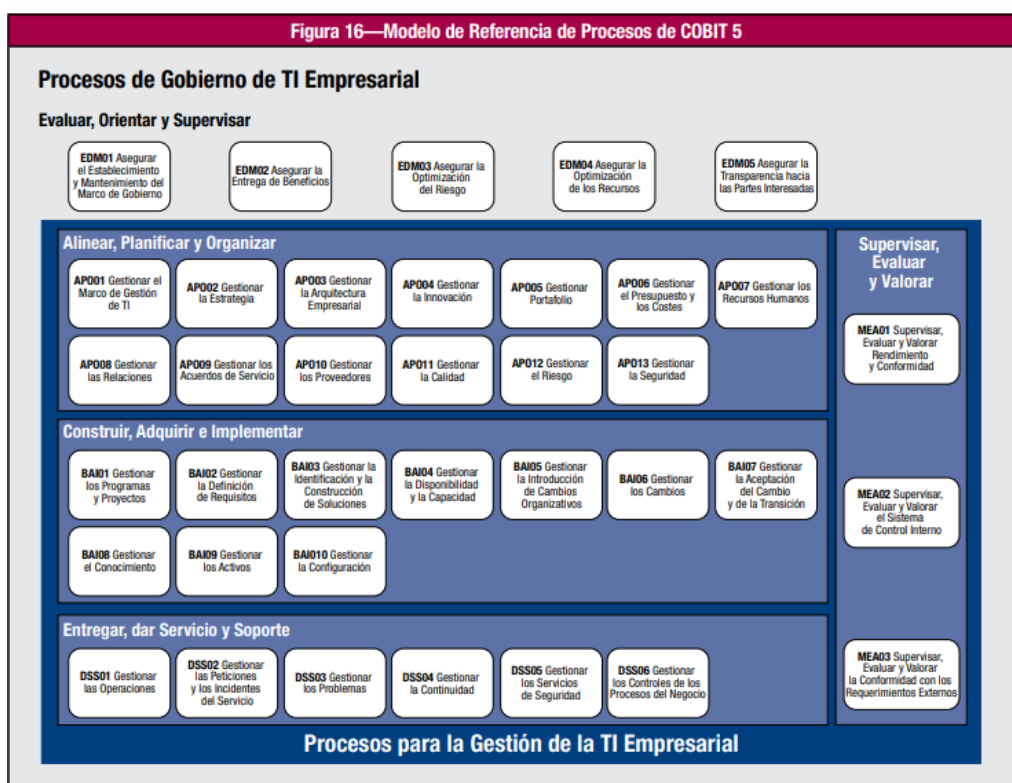 Figura 16—Modelo de Referencia de Procesos de COBIT 5
Procesos de Gobierno de TI Empresarial
Evaluar, Orientar y Supervisar
EDM01 Asegurar
el Establecimiento
y Mantenimiento del
Marco de Gobierno
EDM02 Asegurar la
Entrega de Beneficios
EDM03 Asegurar la
Optimización
del Riesgo
EDM04 Asegurar la
Optimización
de los Recursos
EDM05 Asegurar la
Transparencia hacia
las Partes Interesadas
Alinear, Planificar y Organizar
APO01 Gestionar el
Marco de Gestión
de TI
APO02 Gestionar
la Estrategia
APO03 Gestionar
la Arquitectura
Empresarial
APO04 Gestionar
la Innovación
APO05 Gestionar
Portafolio
APO06 Gestionar
el Presupuesto y
los Costes
APO07 Gestionar los
Recursos Humanos
APO08 Gestionar
las Relaciones
APO09 Gestionar los
Acuerdos de Servicio
APO10 Gestionar
los Proveedores
APO11 Gestionar
la Calidad
APO12 Gestionar
el Riesgo
APO13 Gestionar
la Seguridad
Construir, Adquirir e Implementar
BAI01 Gestionar
los Programas
y Proyectos
BAI02 Gestionar
la Definición
de Requisitos
BAI03 Gestionar la
Identificación y la
Construcción
de Soluciones
BAI04 Gestionar
la Disponibilidad
y la Capacidad
BAI05 Gestionar
la Introducción
de Cambios
Organizativos
BAI06 Gestionar
los Cambios
BAI07 Gestionar
la Aceptación
del Cambio
y de la Transición
BAI08 Gestionar
el Conocimiento
BAI09 Gestionar
los Activos
BAI010 Gestionar
la Configuración
Entregar, dar Servicio y Soporte
DSS01 Gestionar
las Operaciones
DSS02 Gestionar
las Peticiones
y los Incidentes
del Servicio
DSS03 Gestionar
los Problemas
DSS04 Gestionar
la Continuidad
DSS05 Gestionar
los Servicios
de Seguridad
DSS06 Gestionar
los Controles de los
Procesos del Negocio
Supervisar,
Evaluar
y Valorar
MEA01 Supervisar,
Evaluar y Valorar
Rendimiento
y Conformidad
MEA02 Supervisar,
Evaluar y Valorar
el Sistema
de Control Interno
MEA03 Supervisar,
Evaluar y Valorar
la Conformidad con los
Requerimientos Externos
Procesos para la Gestión de la TI Empresarial